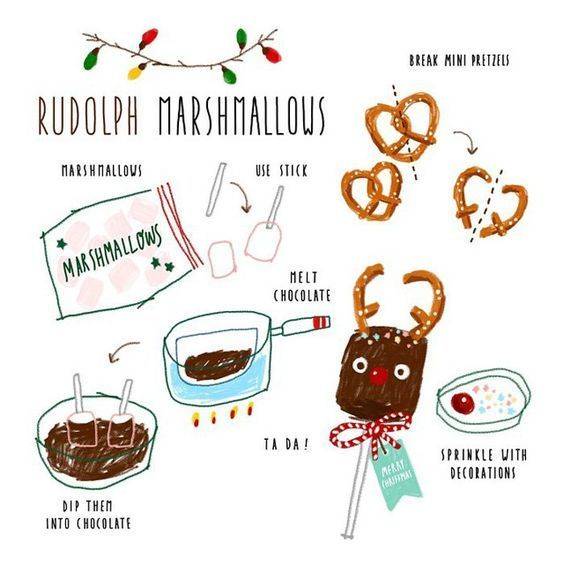 RUDOLPH MARSHMALLOWS
BREAK MINI PRETZELS
MARSHMALLOWS
USE STICK
MARSHMALLOWS
MELT
CHOCOLATE
DIP THEM
INTO CHOCOLATE
TA DA!
MERRY
CHRISTMAS
SPRINKLE WITH
DECORATIONS